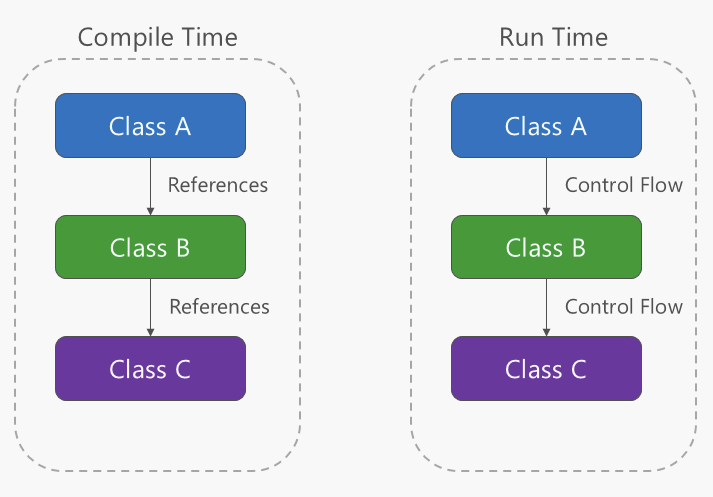 Compile Time
Class A
References
Class B
References
Class C
Run Time
Class A
Control Flow
Class B
Control Flow
Class C